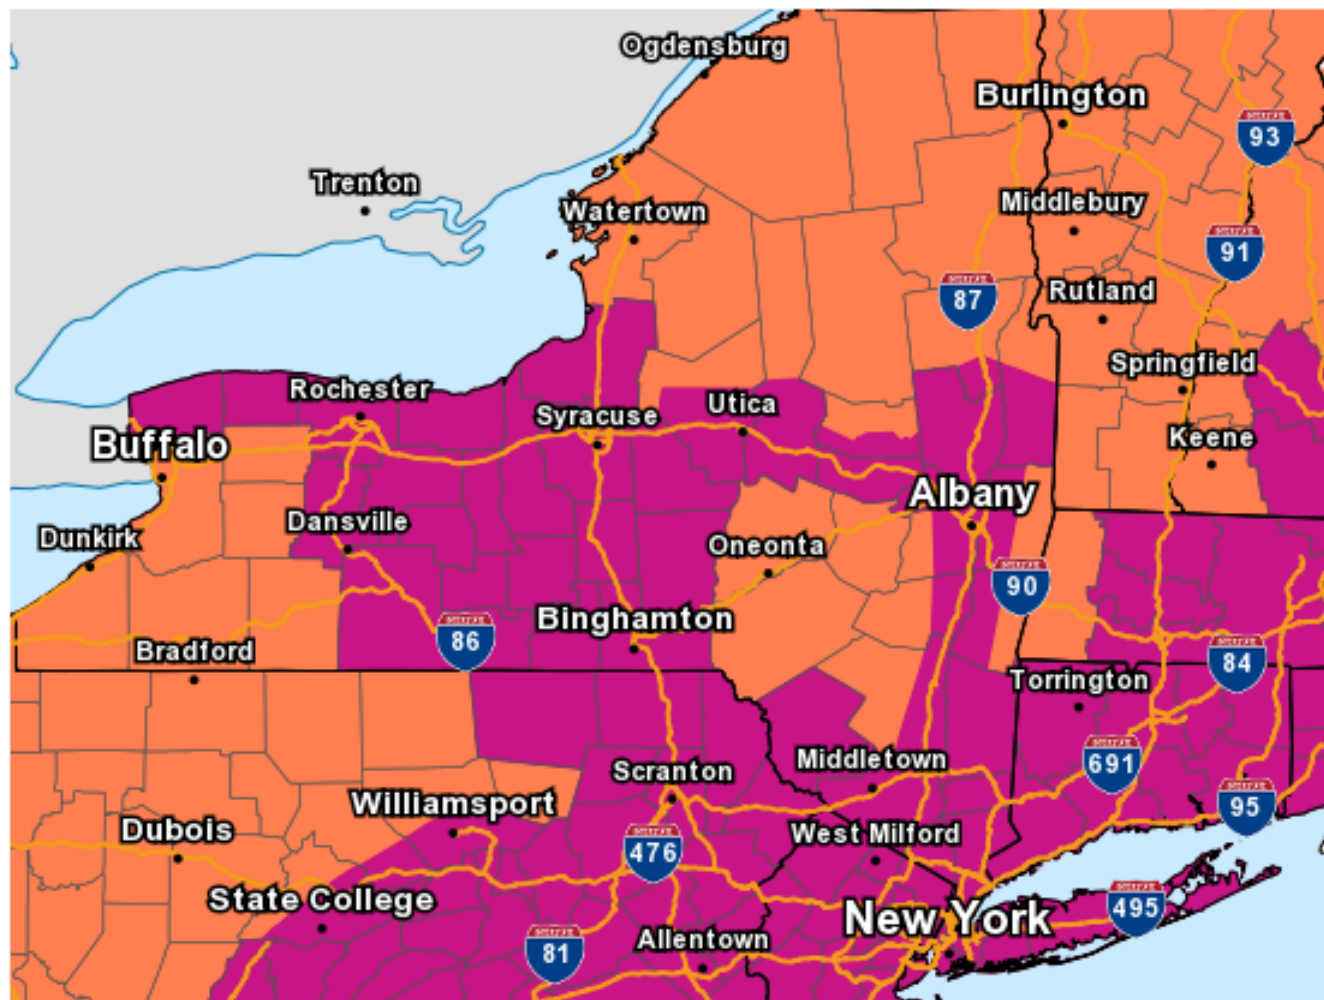 Ogdensburg
Burlington
93
Trenton
Watertown
Middlebury
91
87
Rutland
Springfield
Rochester
Syracuse
Utica
Buffalo
Keene
Albany
Dansville
Dunkirk
Oneonta
90
Binghamton
86
Bradford
84
Torrington
Scranton
Middletown
691
Williamsport
95
Dubois
476
West Milford
State College
495
New York
81
Allentown